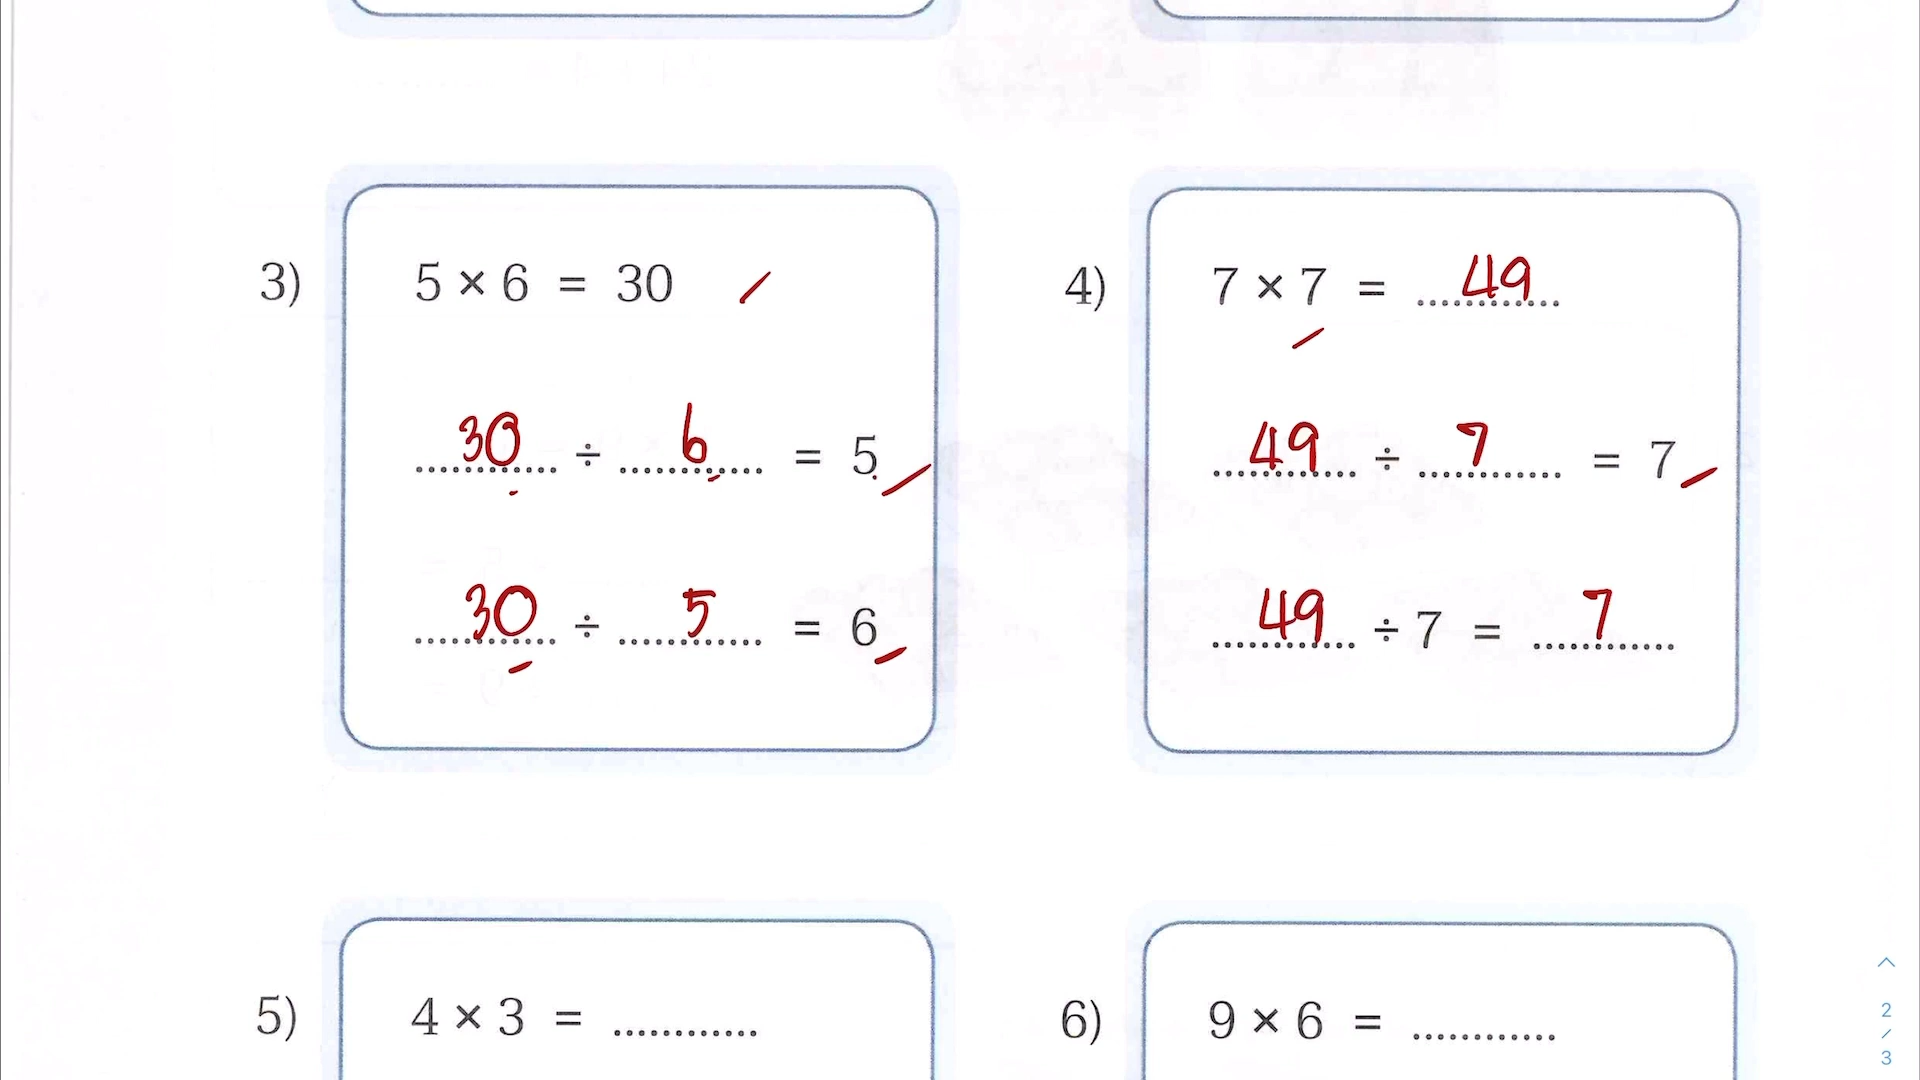 3) 5 × 6 = 30
30 ÷ 6 = 5
30 ÷ 5 = 6
4) 7 × 7 = 49
49 ÷ 7 = 7
49 ÷ 7 = 7
5) 4 × 3 = ............
6) 9 × 6 = ............
2
/
3